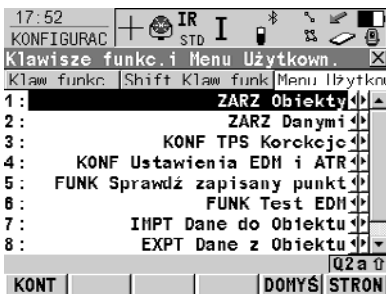 17:52
KONFIGURAC
IR
STD
I
Klawisze funkc.i Menu Użytkown.
Klaw funkc Shift Klaw funk Menu Użytkow
1 : ZARZ Obiekty
2 : ZARZ Danymi
3 : KONF TPS Korekcje
4 : KONF Ustawienia EDM i ATR
5 : FUNK Sprawdź zapisany punkt
6 : FUNK Test EDM
7 : IMPT Dane do Obiektu
8 : EXPT Dane z Obiektu
Q2a
KONT DOMYŚ STRON